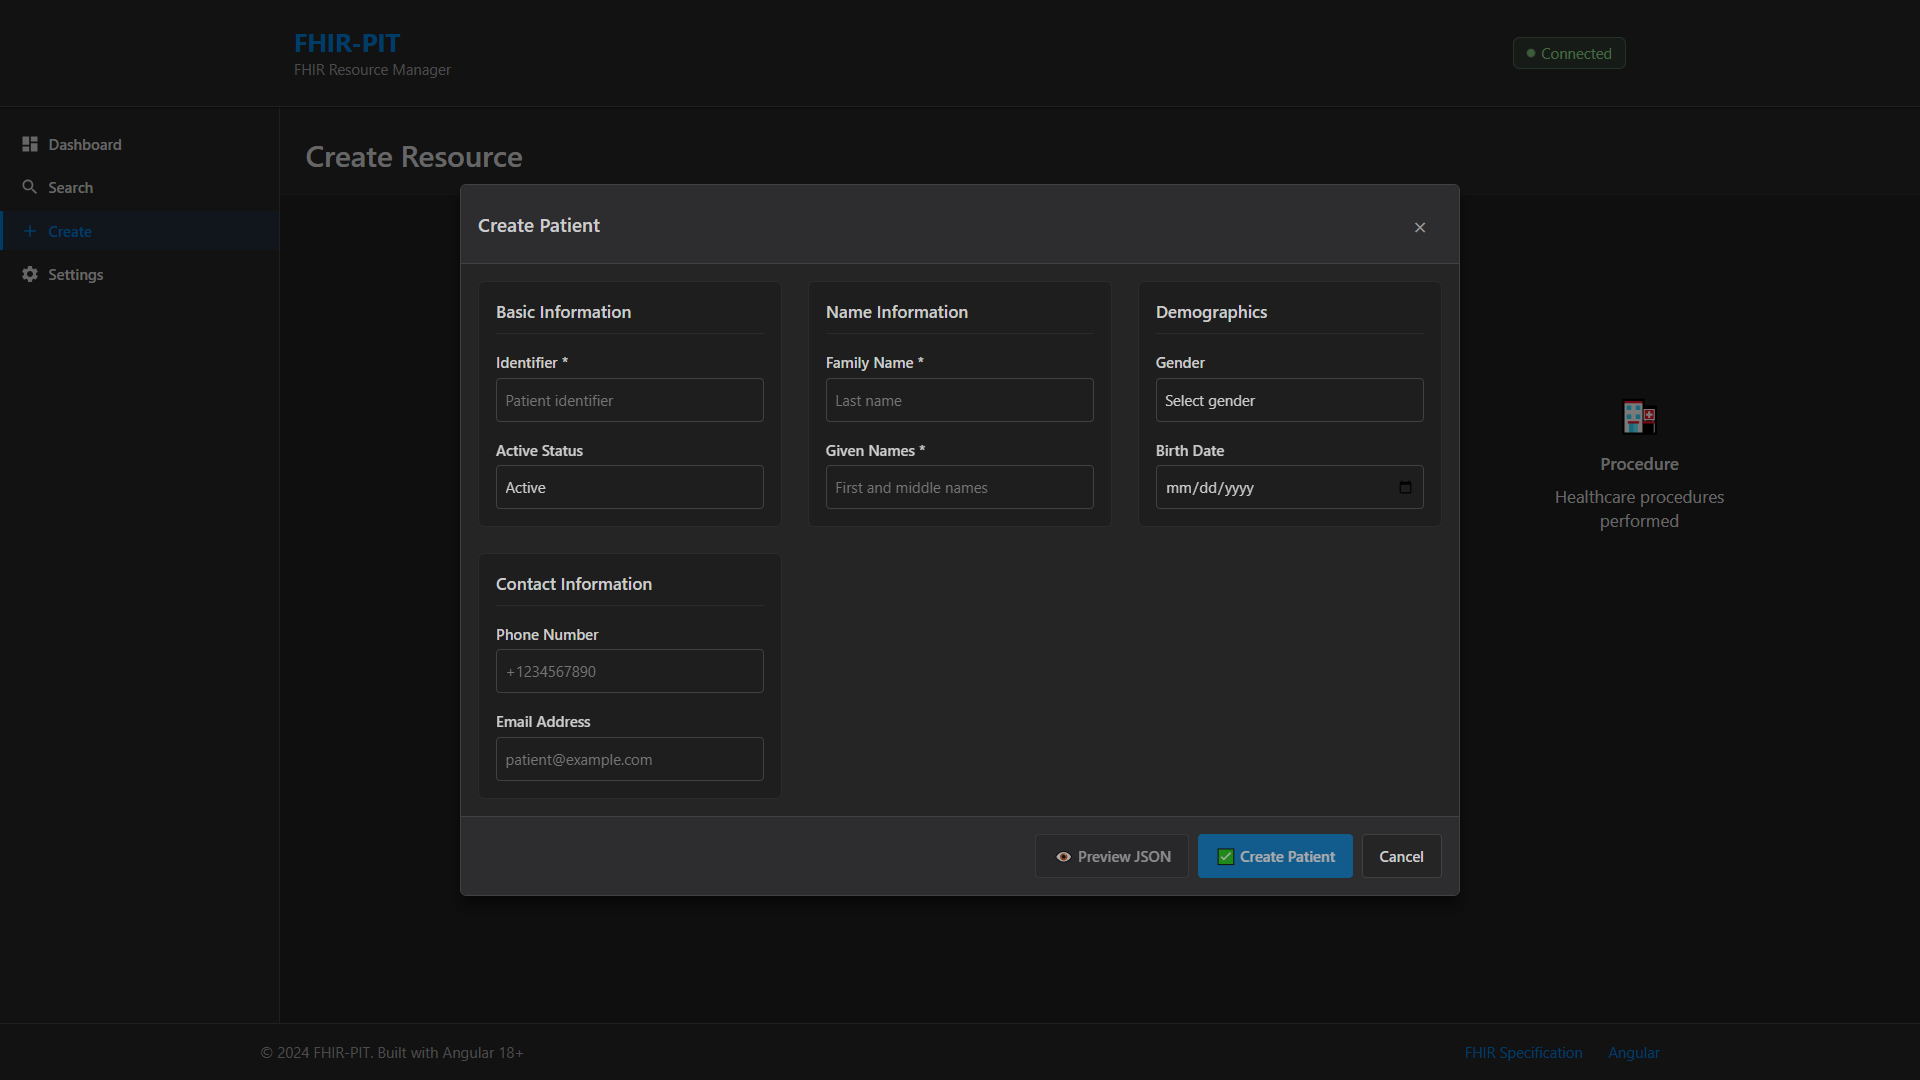 FHIR-PIT
FHIR Resource Manager
Connected
Dashboard
Search
Create
Settings
Create Resource
Create Patient
×
Basic Information
Identifier *
Patient identifier
Active Status
Active
Name Information
Family Name *
Last name
Given Names *
First and middle names
Demographics
Gender
Select gender
Birth Date
mm/dd/yyyy
Contact Information
Phone Number
+1234567890
Email Address
patient@example.com
Preview JSON
Create Patient
Cancel
Procedure
Healthcare procedures
performed
© 2024 FHIR-PIT. Built with Angular 18+
FHIR Specification
Angular